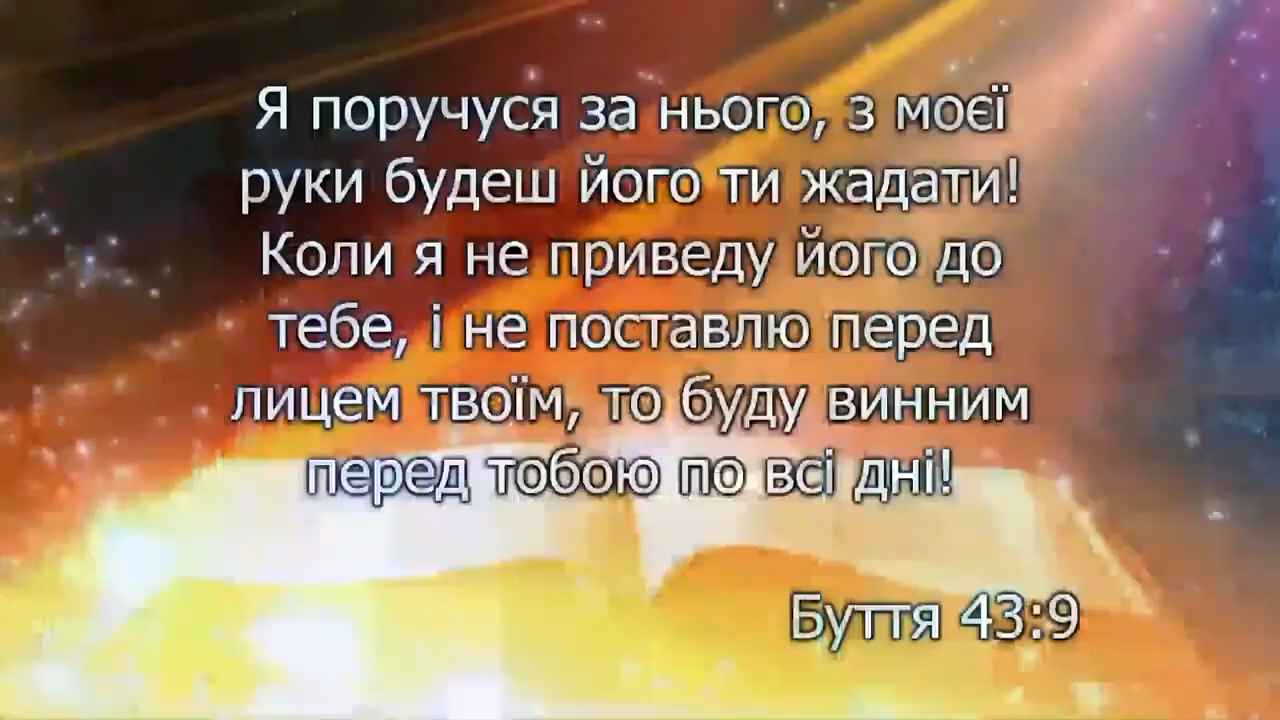 Я поручуся за нього, з моєї
руки будеш його ти жадати!
Коли я не приведу його до
тебе, і не поставлю перед
лицем твоїм, то буду винним
перед тобою по всі дні!
Буття 43:9